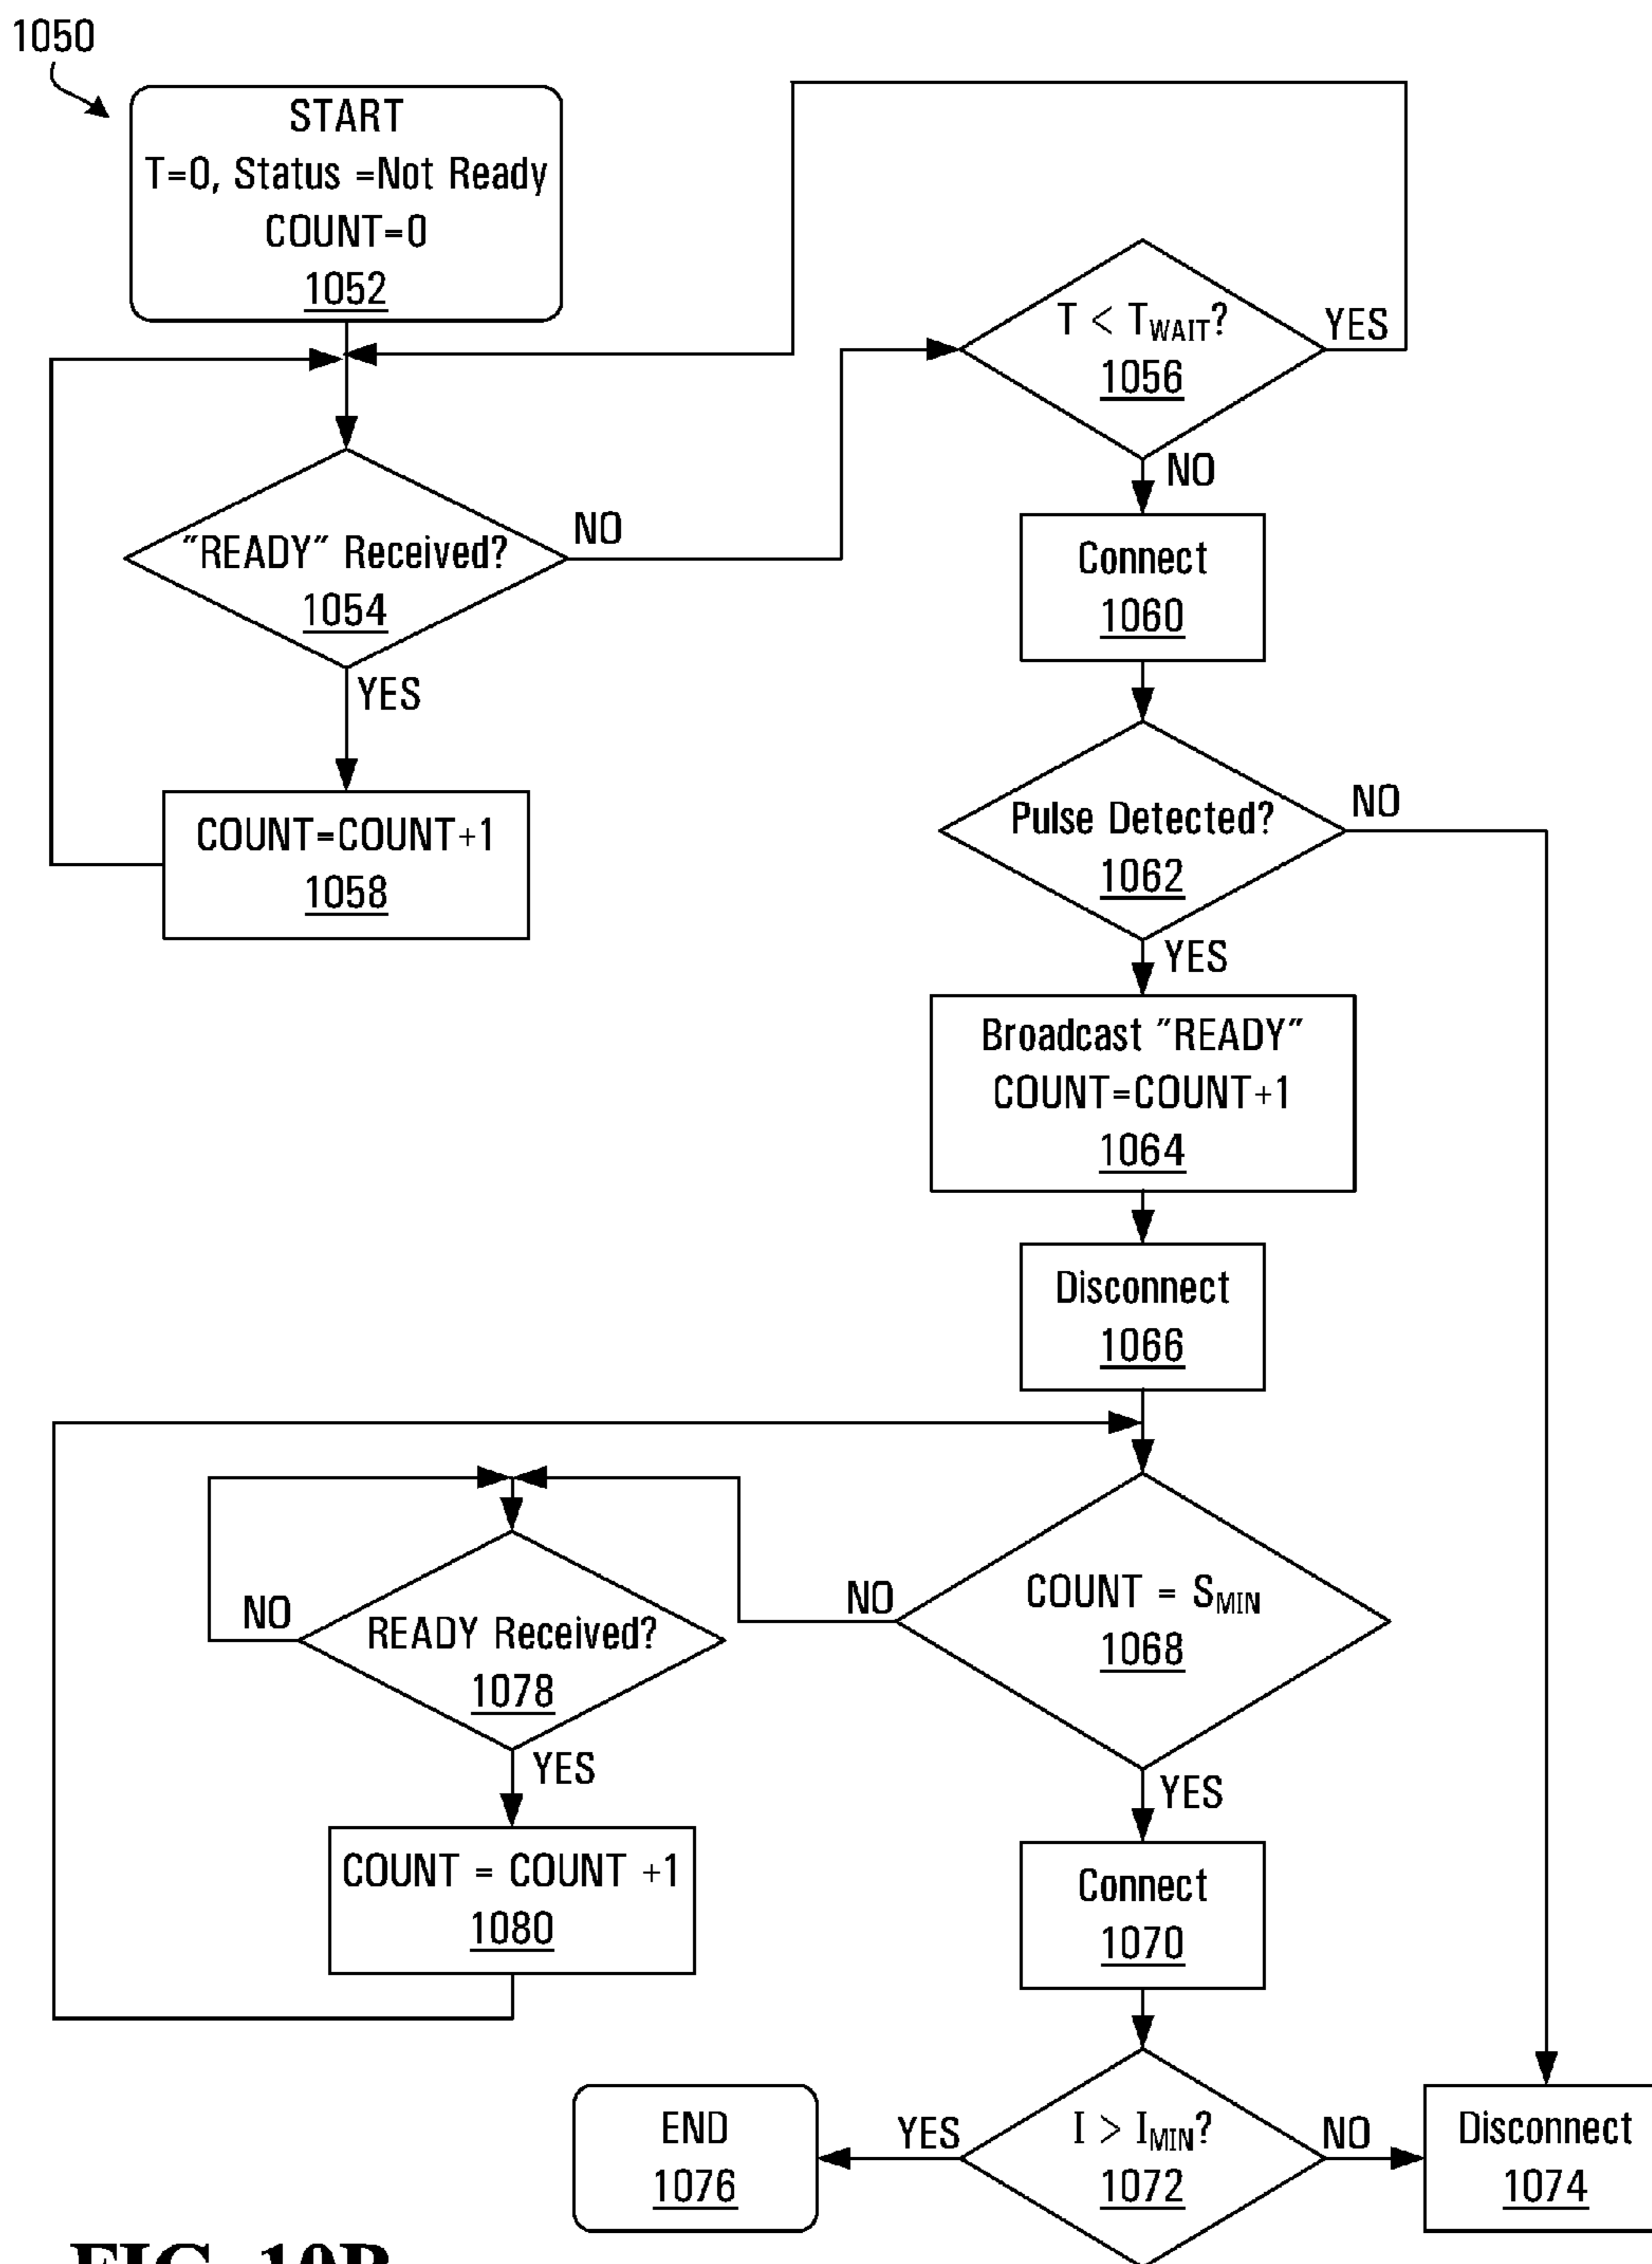 1050
START
T=0, Status =Not Ready
COUNT=0
1052
T < TWAIT?
1056
YES
NO
"READY" Received?
1054
NO
YES
COUNT=COUNT+1
1058
Connect
1060
Pulse Detected?
1062
NO
YES
Broadcast "READY"
COUNT=COUNT+1
1064
Disconnect
1066
COUNT = SMIN
1068
NO
YES
READY Received?
1078
NO
YES
COUNT = COUNT +1
1080
Connect
1070
I > IMIN?
1072
YES
NO
END
1076
Disconnect
1074
FIG. 10B